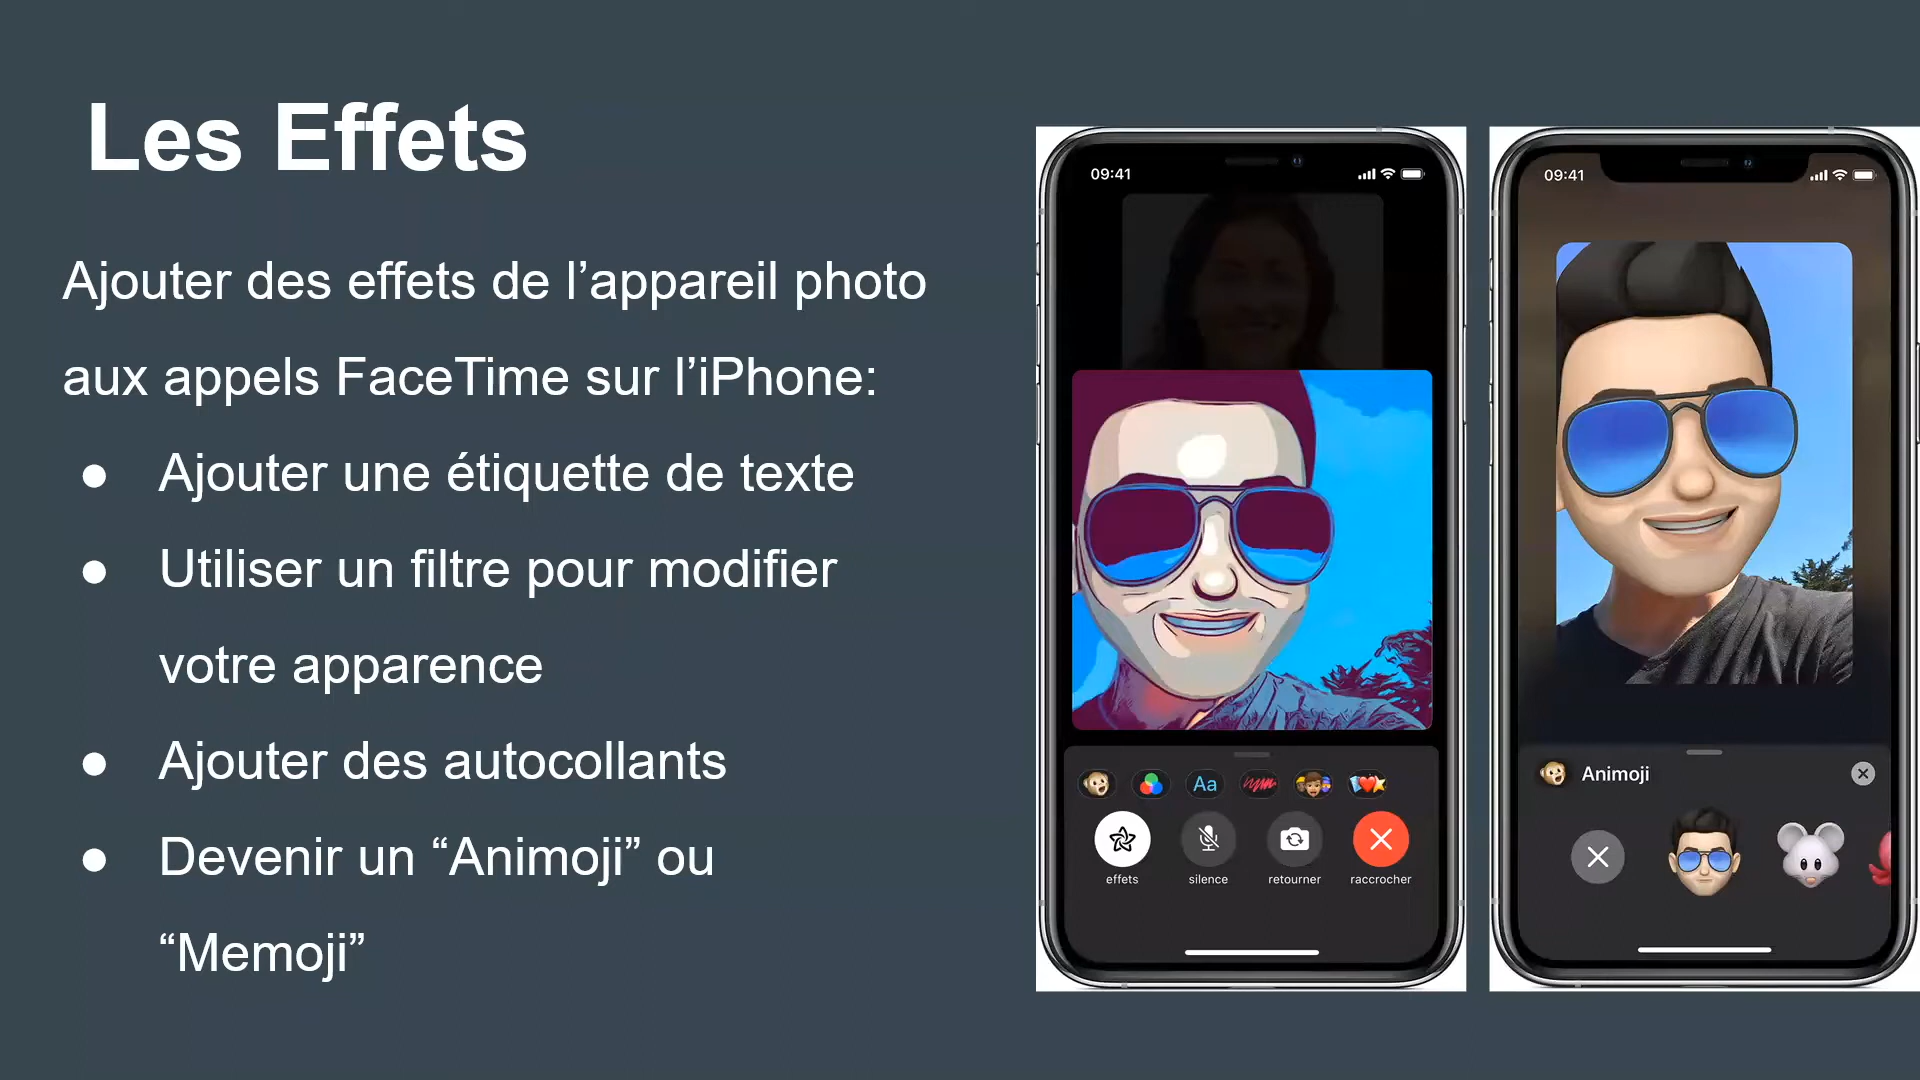 Les Effets
Ajouter des effets de l’appareil photo
aux appels FaceTime sur l’iPhone:
● Ajouter une étiquette de texte
● Utiliser un filtre pour modifier
votre apparence
● Ajouter des autocollants
● Devenir un “Animoji” ou
“Memoji”
09:41
Aa
effets silence retourner raccrocher
09:41
Animoji